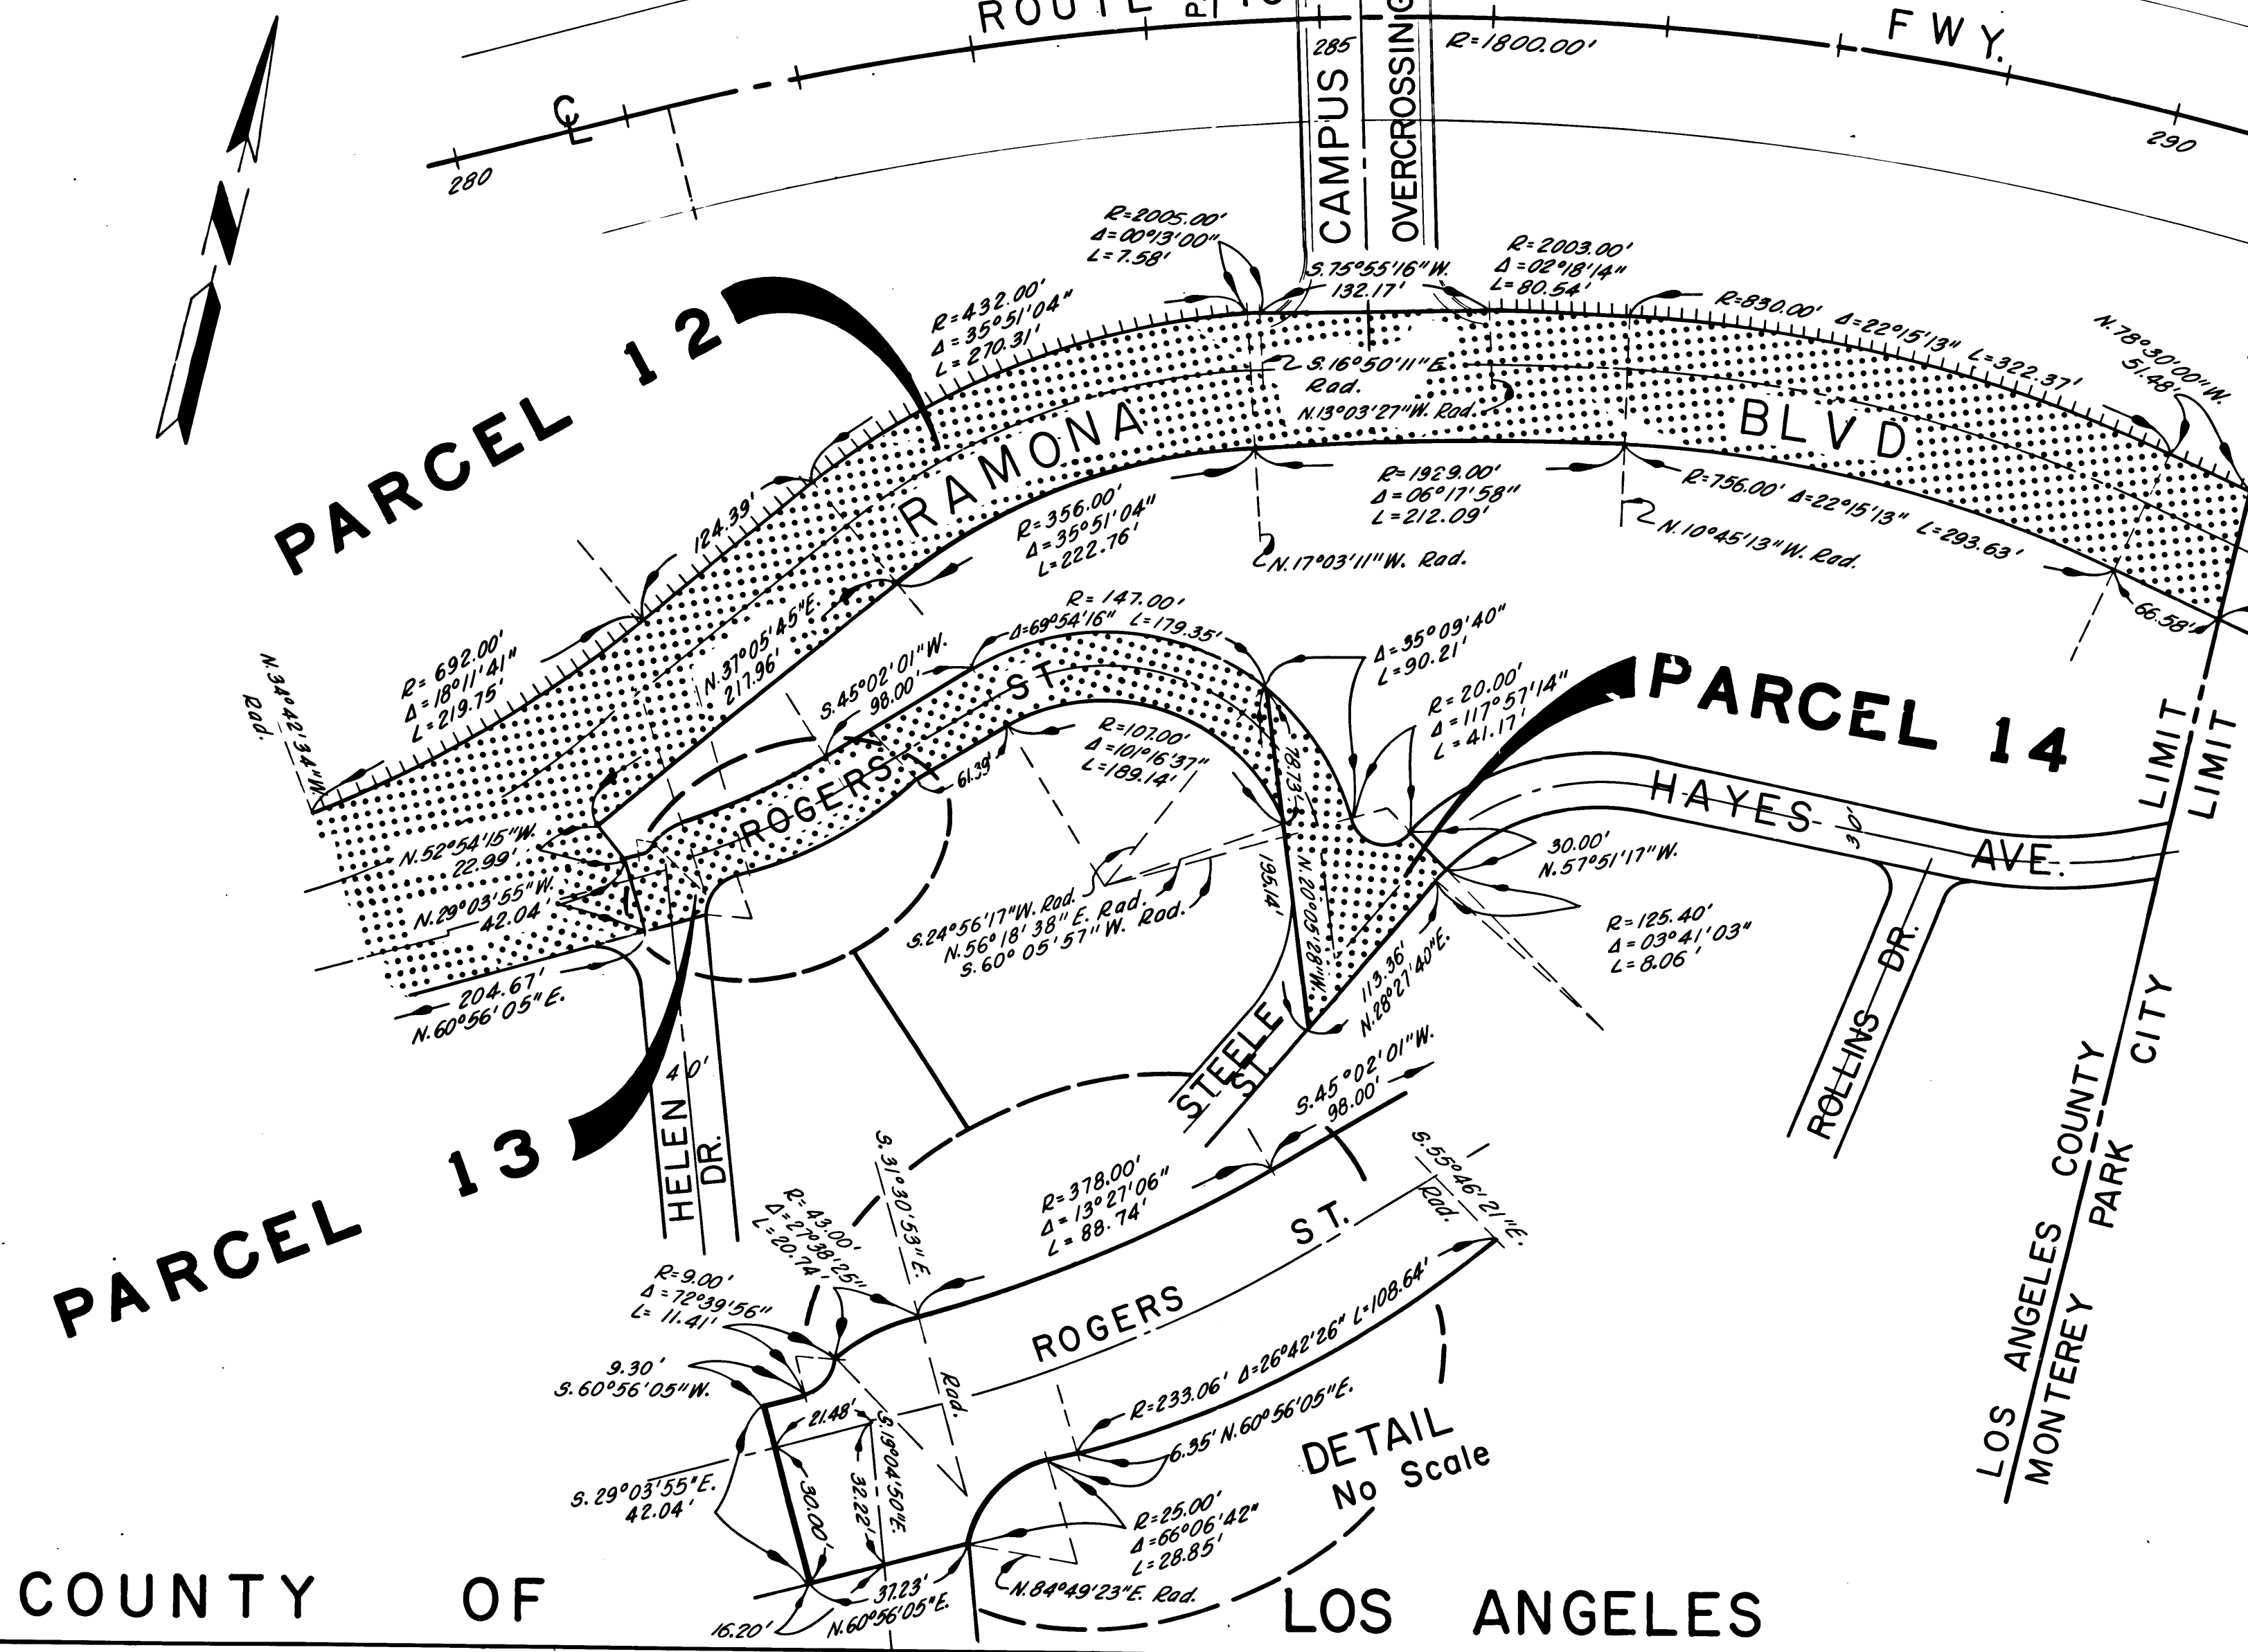 ROUTE
FWY.
℄
280
285
R=1800.00'
290
CAMPUS
OVERCROSSING
N
PARCEL 12
R=2005.00'
Δ=00°13'00"
L=7.58'
S.75°55'16"W.
132.17'
R=2003.00'
Δ=02°18'14"
L=80.54'
R=830.00' Δ=22°15'13" L=322.37'
N.78°30'00"W.
51.48'
R=432.00'
Δ=35°51'04"
L=270.31'
S.16°50'11"E
Rad.
N.13°03'27"W. Rad.
RAMONA
BLVD
124.39'
R=356.00'
Δ=35°51'04"
L=222.76'
R=1929.00'
Δ=06°17'58"
L=212.09'
R=756.00' Δ=22°15'13" L=293.63'
N.17°03'11"W. Rad.
N.10°45'13"W. Rad.
66.58'
R=692.00'
Δ=18°11'41"
L=219.75'
N.34°42'34"W.
Rad.
N.37°05'45"E.
217.96'
S.45°02'01"W.
98.00'
R=147.00'
Δ=69°54'16" L=179.35'
Δ=35°09'40"
L=90.21'
R=20.00'
Δ=117°57'14"
L=41.17'
PARCEL 14
ROGERS ST.
61.39'
R=107.00'
Δ=101°16'37"
L=189.14'
78.73'
195.14'
N.20°05'28"W.
HAYES AVE.
30'
30.00'
N.57°51'17"W.
N.52°54'15"W.
22.99'
N.29°03'55"W.
42.04'
S.24°56'17"W. Rad.
N.56°18'38"E. Rad.
S.60°05'57"W. Rad.
R=125.40'
Δ=03°41'03"
L=8.06'
204.67'
N.60°56'05"E.
113.36'
N.28°27'40"E.
STEELE
ST.
ROLLINS DR.
HELEN
DR.
40'
PARCEL 13
LIMIT
LIMIT
LOS ANGELES COUNTY
MONTEREY PARK CITY
S.45°02'01"W.
98.00'
S.31°30'53"E.
Rad.
R=378.00'
Δ=13°27'06"
L=88.74'
S.55°46'21"E.
Rad.
R=43.00'
Δ=27°38'25"
L=20.74'
R=9.00'
Δ=72°39'56"
L=11.41'
ROGERS ST.
9.30'
S.60°56'05"W.
R=233.06' Δ=26°42'26" L=108.64'
6.35' N.60°56'05"E.
21.48'
S.19°04'50"E.
32.22'
30.00'
S.29°03'55"E.
42.04'
DETAIL
No Scale
R=25.00'
Δ=66°06'42"
L=28.85'
N.84°49'23"E. Rad.
37.23'
N.60°56'05"E.
16.20'
COUNTY OF LOS ANGELES